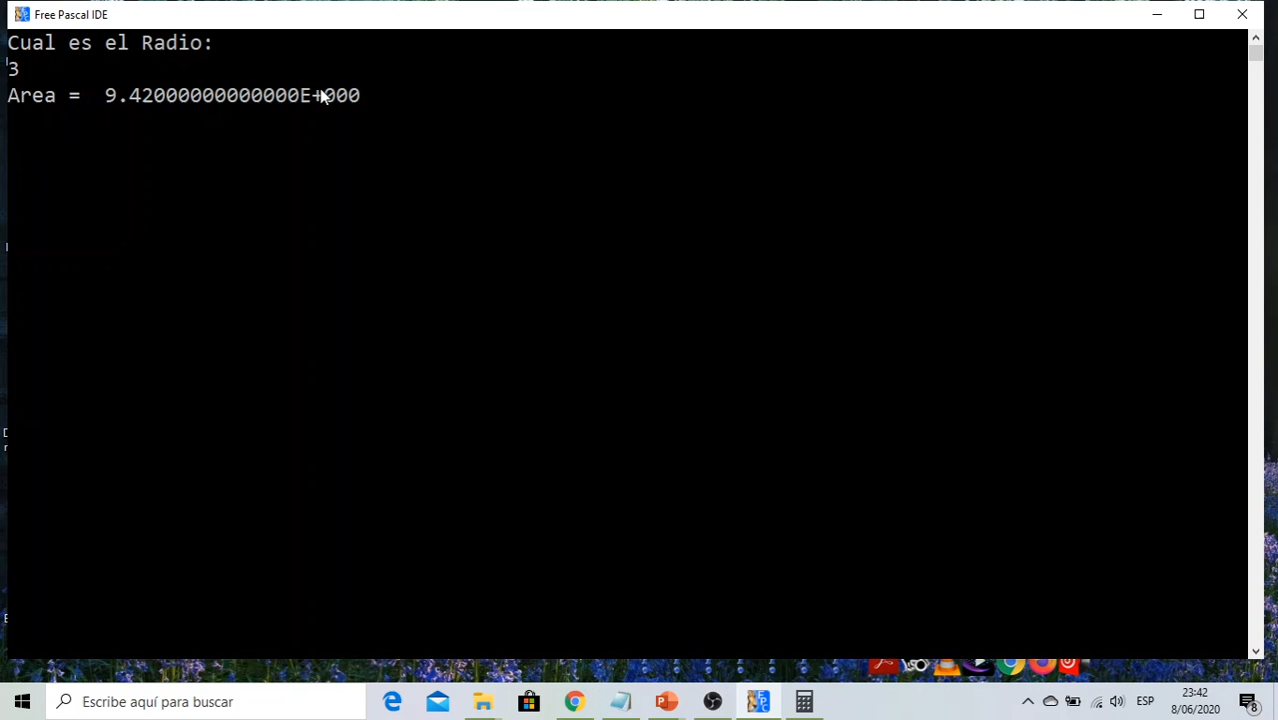 Free Pascal IDE
Cual es el Radio:
3
Area =  9.42000000000000E+000
Escribe aquí para buscar
ESP
23:42
8/06/2020
8